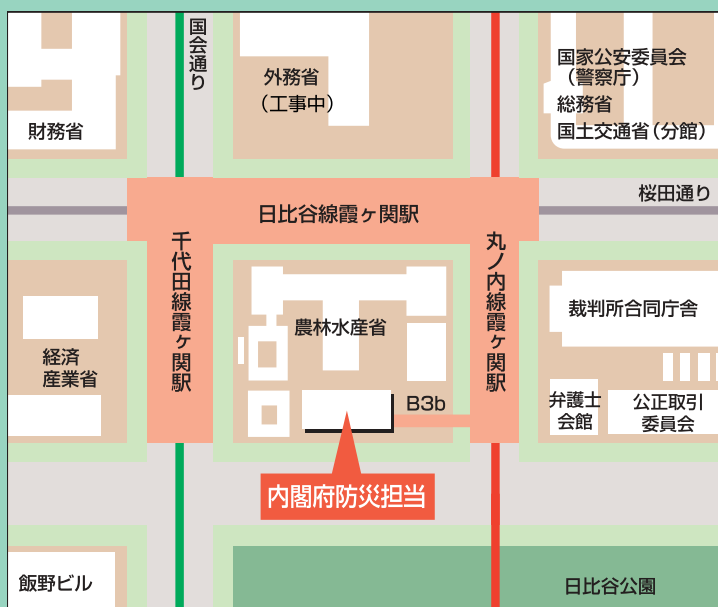 国会通り
外務省
（工事中）
財務省
国家公安委員会
（警察庁）
総務省
国土交通省（分館）
桜田通り
日比谷線霞ヶ関駅
千代田線霞ヶ関駅
丸ノ内線霞ヶ関駅
農林水産省
裁判所合同庁舎
経済
産業省
B3b
弁護士
会館
公正取引
委員会
内閣府防災担当
飯野ビル
日比谷公園